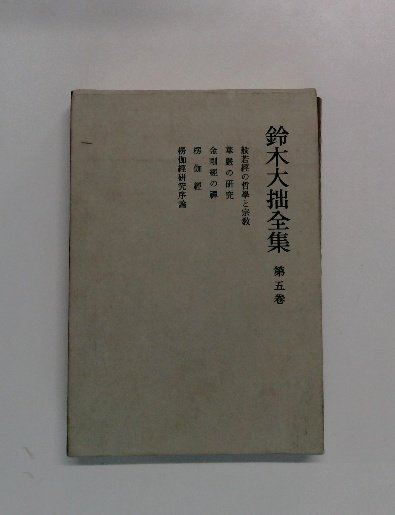 鈴木大拙全集 第五巻
般若經の哲學と宗教
華嚴の研究
金剛經の禪
楞伽經
楞伽經研究序論